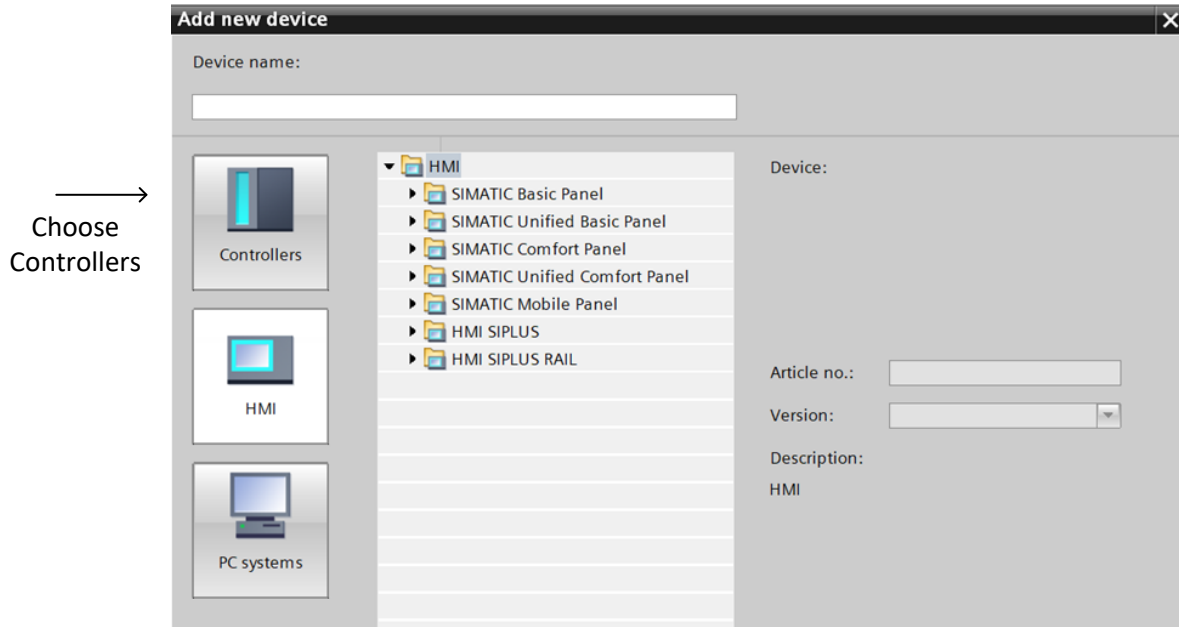 Add new device
Device name:
Choose
Controllers
Controllers
HMI
PC systems
HMI
SIMATIC Basic Panel
SIMATIC Unified Basic Panel
SIMATIC Comfort Panel
SIMATIC Unified Comfort Panel
SIMATIC Mobile Panel
HMI SIPLUS
HMI SIPLUS RAIL
Device:
Article no.:
Version:
Description:
HMI